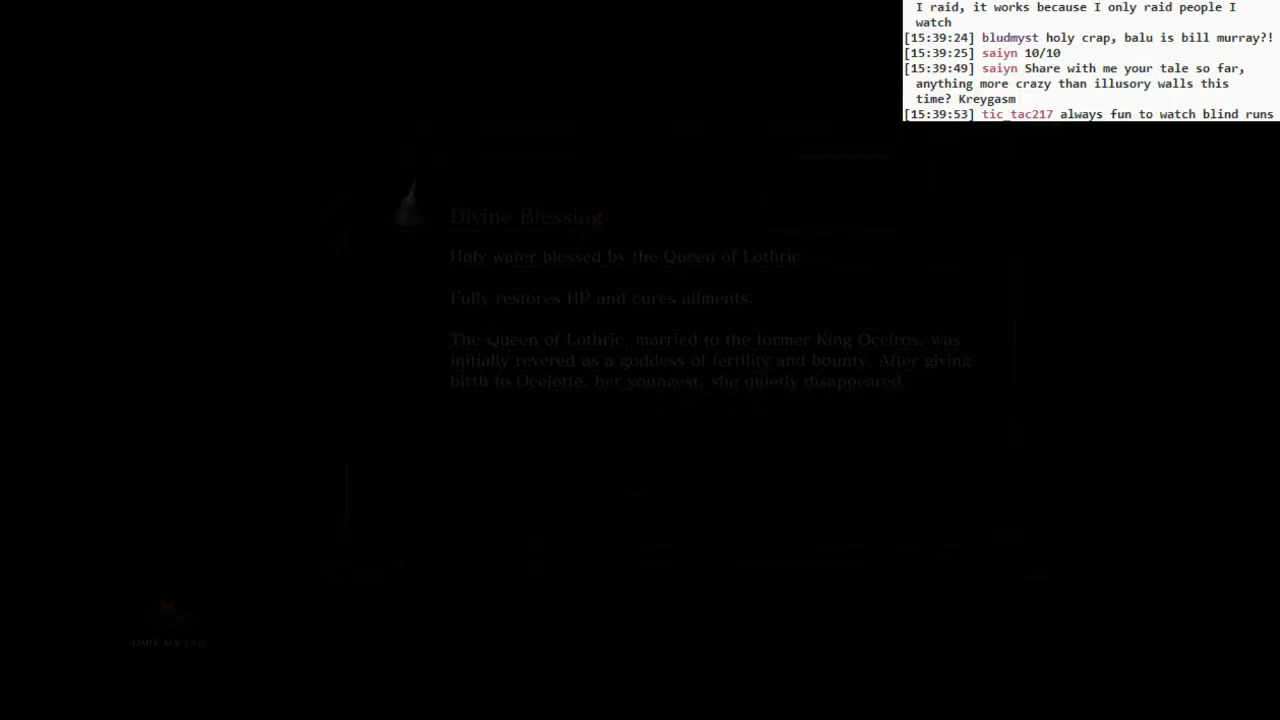 I raid, it works because I only raid people I
watch
[15:39:24] bludmyst holy crap, balu is bill murray?!
[15:39:25] saiyn 10/10
[15:39:49] saiyn Share with me your tale so far,
anything more crazy than illusory walls this
time? Kreygasm
[15:39:53] tic_tac217 always fun to watch blind runs
Divine Blessing
Holy water blessed by the Queen of Lothric.
Fully restores HP and cures ailments.
The Queen of Lothric, married to the former King Oceiros, was
initially revered as a goddess of fertility and bounty. After giving
birth to Ocelotte, her youngest, she quietly disappeared.